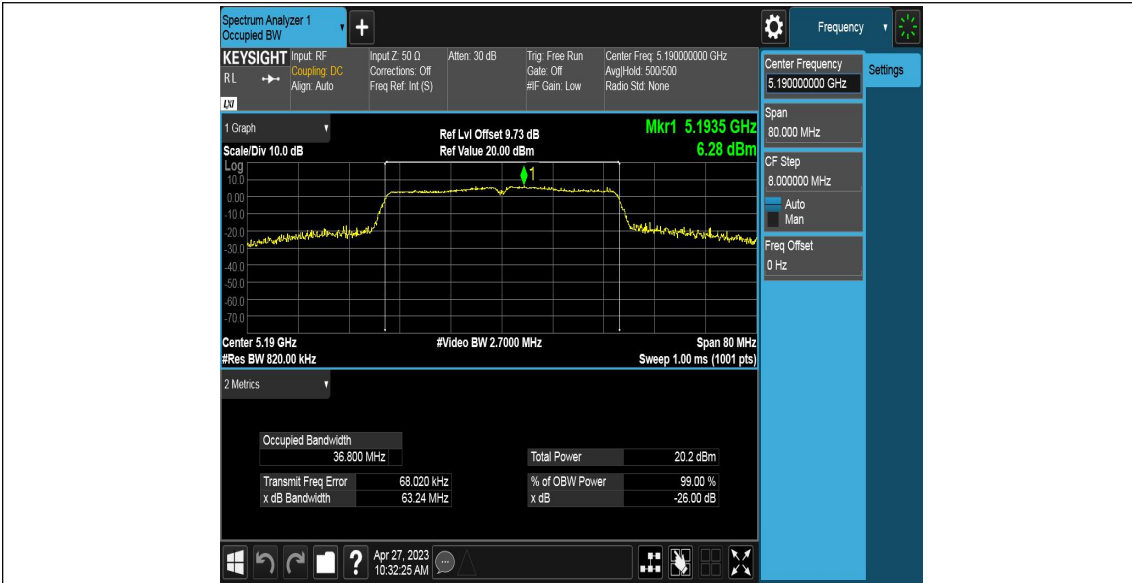 Spectrum Analyzer 1
Occupied BW
+
Frequency
KEYSIGHT
RL
LXI
Input: RF
Coupling: DC
Align: Auto
Input Z: 50 Ω
Corrections: Off
Freq Ref: Int (S)
Atten: 30 dB
Trig: Free Run
Gate: Off
#IF Gain: Low
Center Freq: 5.190000000 GHz
Avg|Hold: 500/500
Radio Std: None
Center Frequency
5.190000000 GHz
Settings
Span
80.000 MHz
CF Step
8.000000 MHz
Auto
Man
Freq Offset
0 Hz
1 Graph
Scale/Div 10.0 dB
Ref Lvl Offset 9.73 dB
Ref Value 20.00 dBm
Mkr1 5.1935 GHz
6.28 dBm
Log
1
10.0
0.00
-10.0
-20.0
-30.0
-40.0
-50.0
-60.0
-70.0
Center 5.19 GHz
#Video BW 2.7000 MHz
Span 80 MHz
#Res BW 820.00 kHz
Sweep 1.00 ms (1001 pts)
2 Metrics
Occupied Bandwidth
36.800 MHz
Total Power 20.2 dBm
Transmit Freq Error 68.020 kHz
% of OBW Power 99.00 %
x dB Bandwidth 63.24 MHz
x dB -26.00 dB
?
Apr 27, 2023
10:32:25 AM